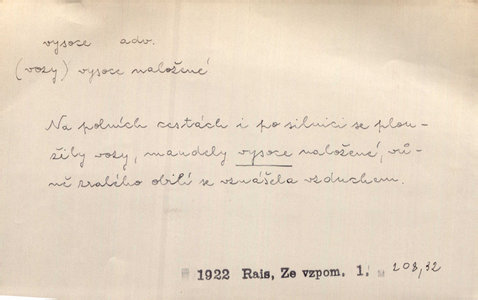 vysoce adv.
(vozy) vysoce naložené
Na polních cestách i po silnici se plou-
žily vozy, mandely vysoce naložené, vů-
ně zralého obilí se vznášela vzduchem.
1922 Rais, Ze vzpom. 1. 208,32